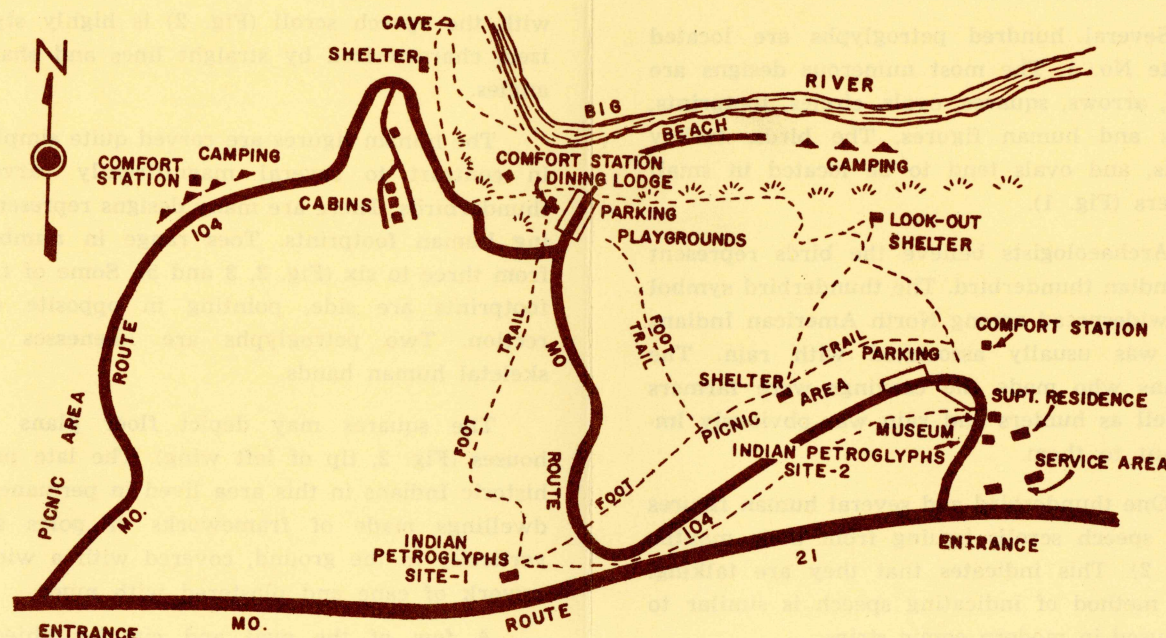 N
CAVE
SHELTER
BIG
RIVER
BEACH
CAMPING
COMFORT
STATION
CAMPING
COMFORT STATION
DINING LODGE
CABINS
PARKING
PLAYGROUNDS
LOOK-OUT
SHELTER
104
ROUTE
MO.
PICNIC AREA
FOOT
TRAIL
MO.
ROUTE
FOOT
TRAIL
TRAIL
PARKING
COMFORT STATION
SHELTER
PICNIC
AREA
SUPT. RESIDENCE
MUSEUM
INDIAN PETROGLYPHS
SITE-2
SERVICE AREA
FOOT
104
21
ENTRANCE
INDIAN
PETROGLYPHS
SITE-1
ENTRANCE
MO.
ROUTE